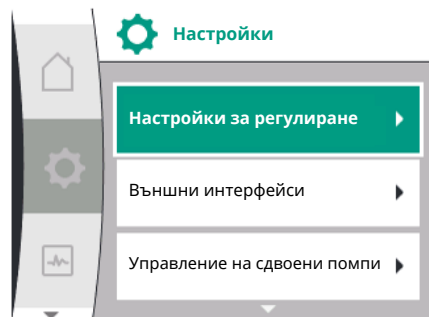 Настройки
Настройки за регулиране
Външни интерфейси
Управление на сдвоени помпи